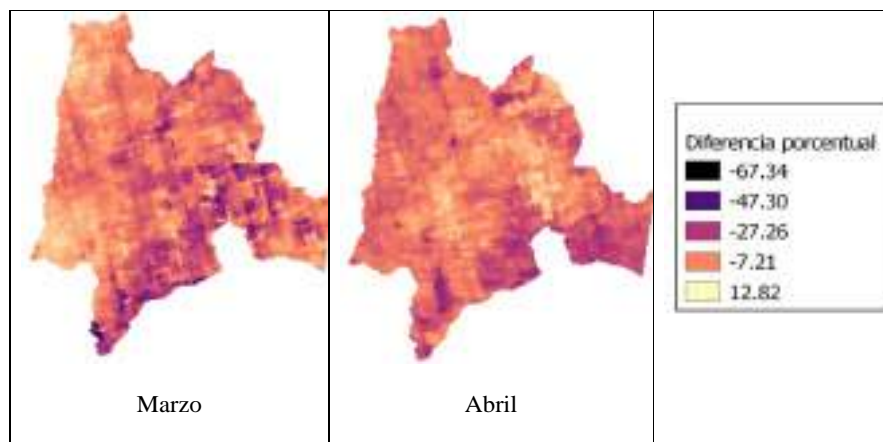 Diferencia porcentual
-67.34
-47.30
-27.26
-7.21
12.82
Marzo
Abril